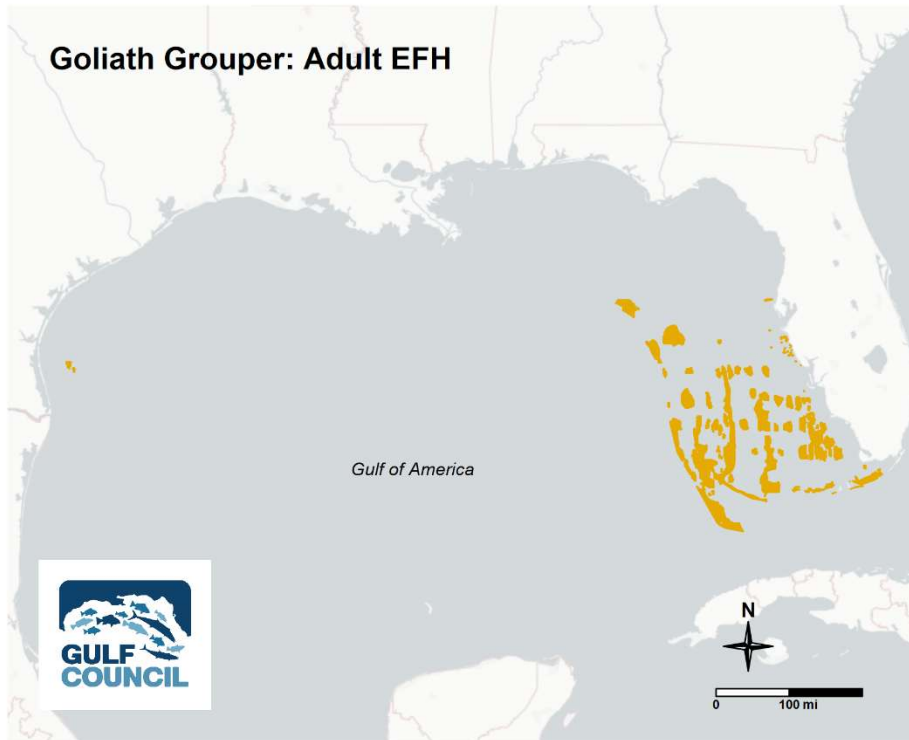 Goliath Grouper: Adult EFH
Gulf of America
GULF
COUNCIL
N
0 100 mi